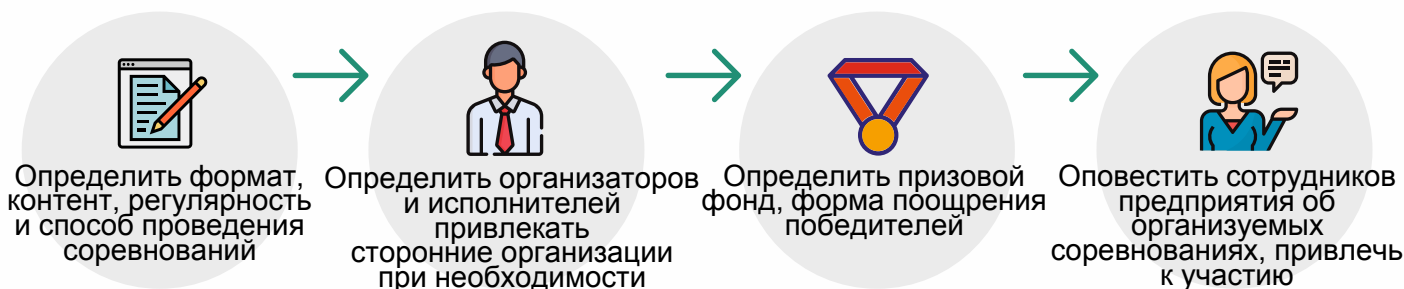 Определить формат,
контент, регулярность
и способ проведения
соревнований
Определить организаторов
и исполнителей
привлекать
сторонние организации
при необходимости
Определить призовой
фонд, форма поощрения
победителей
Оповестить сотрудников
предприятия об
организуемых
соревнованиях, привлечь
к участию